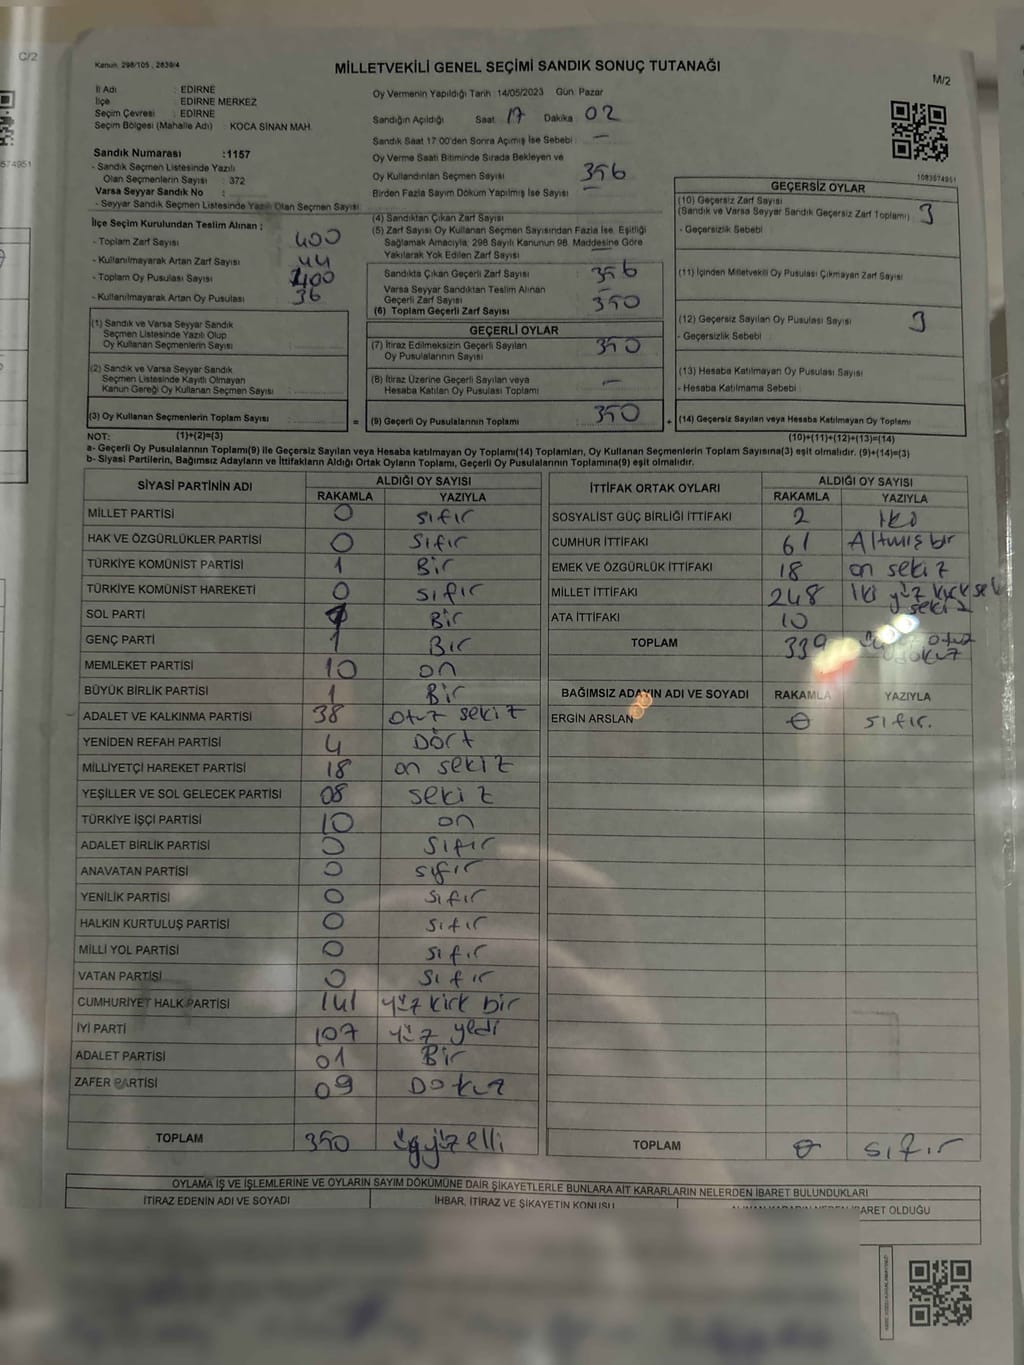 C/2
574951
Kanun: 298/105 , 2839/4
MİLLETVEKİLİ GENEL SEÇİMİ SANDIK SONUÇ TUTANAĞI
M/2
İl Adı : EDİRNE
İlçe : EDİRNE MERKEZ
Seçim Çevresi : EDİRNE
Seçim Bölgesi (Mahalle Adı) : KOCA SİNAN MAH.
Sandık Numarası :1157
- Sandık Seçmen Listesinde Yazılı
Olan Seçmenlerin Sayısı : 372
Varsa Seyyar Sandık No :
- Seyyar Sandık Seçmen Listesinde Yazılı Olan Seçmen Sayısı
İlçe Seçim Kurulundan Teslim Alınan ;
- Toplam Zarf Sayısı 400
- Kullanılmayarak Artan Zarf Sayısı 44
- Toplam Oy Pusulası Sayısı 400
- Kullanılmayarak Artan Oy Pusulası 36
Oy Vermenin Yapıldığı Tarih :14/05/2023 Gün: Pazar
Sandığın Açıldığı Saat: 17 Dakika 02
Sandık Saat 17:00'den Sonra Açılmış İse Sebebi : —
Oy Verme Saati Bitiminde Sırada Bekleyen ve
Oy Kullandırılan Seçmen Sayısı 356
Birden Fazla Sayım Döküm Yapılmış İse Sayısı —
(4) Sandıktan Çıkan Zarf Sayısı
(5) Zarf Sayısı Oy Kullanan Seçmen Sayısından Fazla İse, Eşitliği
Sağlamak Amacıyla, 298 Sayılı Kanunun 98. Maddesine Göre
Yakılarak Yok Edilen Zarf Sayısı —
Sandıkta Çıkan Geçerli Zarf Sayısı 356
Varsa Seyyar Sandıktan Teslim Alınan
Geçerli Zarf Sayısı —
(6) Toplam Geçerli Zarf Sayısı 350
1083574951
GEÇERSİZ OYLAR
(10) Geçersiz Zarf Sayısı
(Sandık ve Varsa Seyyar Sandık Geçersiz Zarf Toplamı) 3
- Geçersizlik Sebebi :
(11) İçinden Milletvekili Oy Pusulası Çıkmayan Zarf Sayısı
(12) Geçersiz Sayılan Oy Pusulası Sayısı 3
- Geçersizlik Sebebi :
(13) Hesaba Katılmayan Oy Pusulası Sayısı
- Hesaba Katılmama Sebebi :
(14) Geçersiz Sayılan veya Hesaba Katılmayan Oy Toplamı
(10)+(11)+(12)+(13)=(14)
(1) Sandık ve Varsa Seyyar Sandık
Seçmen Listesinde Yazılı Olup
Oy Kullanan Seçmenlerin Sayısı
(2) Sandık ve Varsa Seyyar Sandık
Seçmen Listesinde Kayıtlı Olmayan
Kanun Gereği Oy Kullanan Seçmen Sayısı
(3) Oy Kullanan Seçmenlerin Toplam Sayısı =
GEÇERLİ OYLAR
(7) İtiraz Edilmeksizin Geçerli Sayılan
Oy Pusulalarının Sayısı 350
(8) İtiraz Üzerine Geçerli Sayılan veya
Hesaba Katılan Oy Pusulası Toplamı —
(9) Geçerli Oy Pusulalarının Toplamı 350 +
NOT: (1)+(2)=(3)
a- Geçerli Oy Pusulalarının Toplamı(9) ile Geçersiz Sayılan veya Hesaba katılmayan Oy Toplamı(14) Toplamları, Oy Kullanan Seçmenlerin Toplam Sayısına(3) eşit olmalıdır. (9)+(14)=(3)
b- Siyasi Partilerin, Bağımsız Adayların ve İttifakların Aldığı Ortak Oyların Toplamı, Geçerli Oy Pusulalarının Toplamına(9) eşit olmalıdır.
SİYASİ PARTİNİN ADI ALDIĞI OY SAYISI
RAKAMLA YAZIYLA
MİLLET PARTİSİ 0 sıfır
HAK VE ÖZGÜRLÜKLER PARTİSİ 0 Sıfır
TÜRKİYE KOMÜNİST PARTİSİ 1 Bir
TÜRKİYE KOMÜNİST HAREKETİ 0 sıfır
SOL PARTİ 1 Bir
GENÇ PARTİ 1 Bir
MEMLEKET PARTİSİ 10 on
BÜYÜK BİRLİK PARTİSİ 1 Bir
ADALET VE KALKINMA PARTİSİ 38 otuz sekiz
YENİDEN REFAH PARTİSİ 4 Dört
MİLLİYETÇİ HAREKET PARTİSİ 18 on sekiz
YEŞİLLER VE SOL GELECEK PARTİSİ 08 sekiz
TÜRKİYE İŞÇİ PARTİSİ 10 on
ADALET BİRLİK PARTİSİ 0 Sıfır
ANAVATAN PARTİSİ 0 sıfır
YENİLİK PARTİSİ 0 sıfır
HALKIN KURTULUŞ PARTİSİ 0 sıfır
MİLLİ YOL PARTİSİ 0 sıfır
VATAN PARTİSİ 0 sıfır
CUMHURİYET HALK PARTİSİ 141 yüz kırk bir
İYİ PARTİ 107 yüz yedi
ADALET PARTİSİ 01 Bir
ZAFER PARTİSİ 09 Dokuz
TOPLAM 350 üçyüz elli
İTTİFAK ORTAK OYLARI ALDIĞI OY SAYISI
RAKAMLA YAZIYLA
SOSYALİST GÜÇ BİRLİĞİ İTTİFAKI 2 İki
CUMHUR İTTİFAKI 61 Altmış bir
EMEK VE ÖZGÜRLÜK İTTİFAKI 18 on sekiz
MİLLET İTTİFAKI 248 İki yüz kırk sekiz
ATA İTTİFAKI 10
TOPLAM 339 otuz dokuz
BAĞIMSIZ ADAYIN ADI VE SOYADI RAKAMLA YAZIYLA
ERGİN ARSLAN 0 sıfır.
TOPLAM 0 sıfır
OYLAMA İŞ VE İŞLEMLERİNE VE OYLARIN SAYIM DÖKÜMÜNE DAİR ŞİKAYETLERLE BUNLARA AİT KARARLARIN NELERDEN İBARET BULUNDUKLARI
İTİRAZ EDENİN ADI VE SOYADI İHBAR, İTİRAZ VE ŞİKAYETİN KONUSU ALINAN KARARIN NEDEN İBARET OLDUĞU